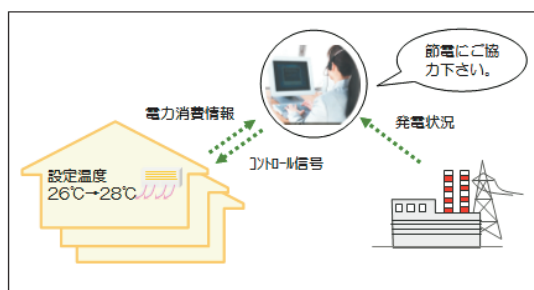 節電にご協
力下さい。
電力消費情報
発電状況
コントロール信号
設定温度
26℃→28℃